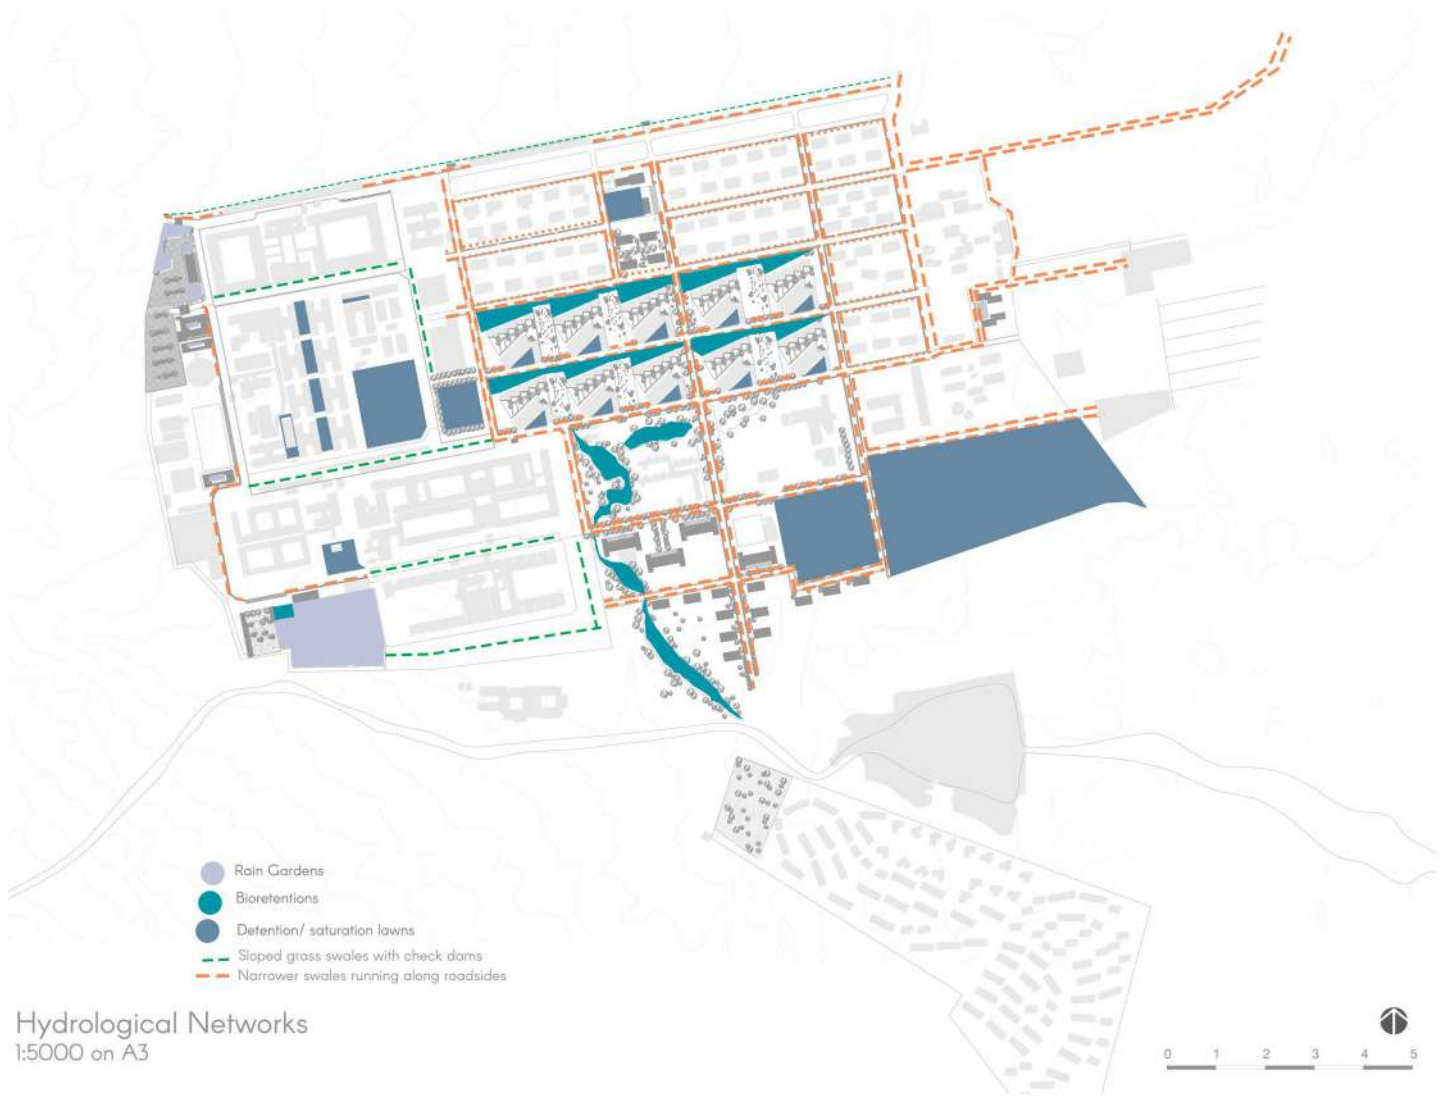 Rain Gardens
Bioretentions
Detention/ saturation lawns
Sloped grass swales with check dams
Narrower swales running along roadsides
Hydrological Networks
1:5000 on A3
0 1 2 3 4 5